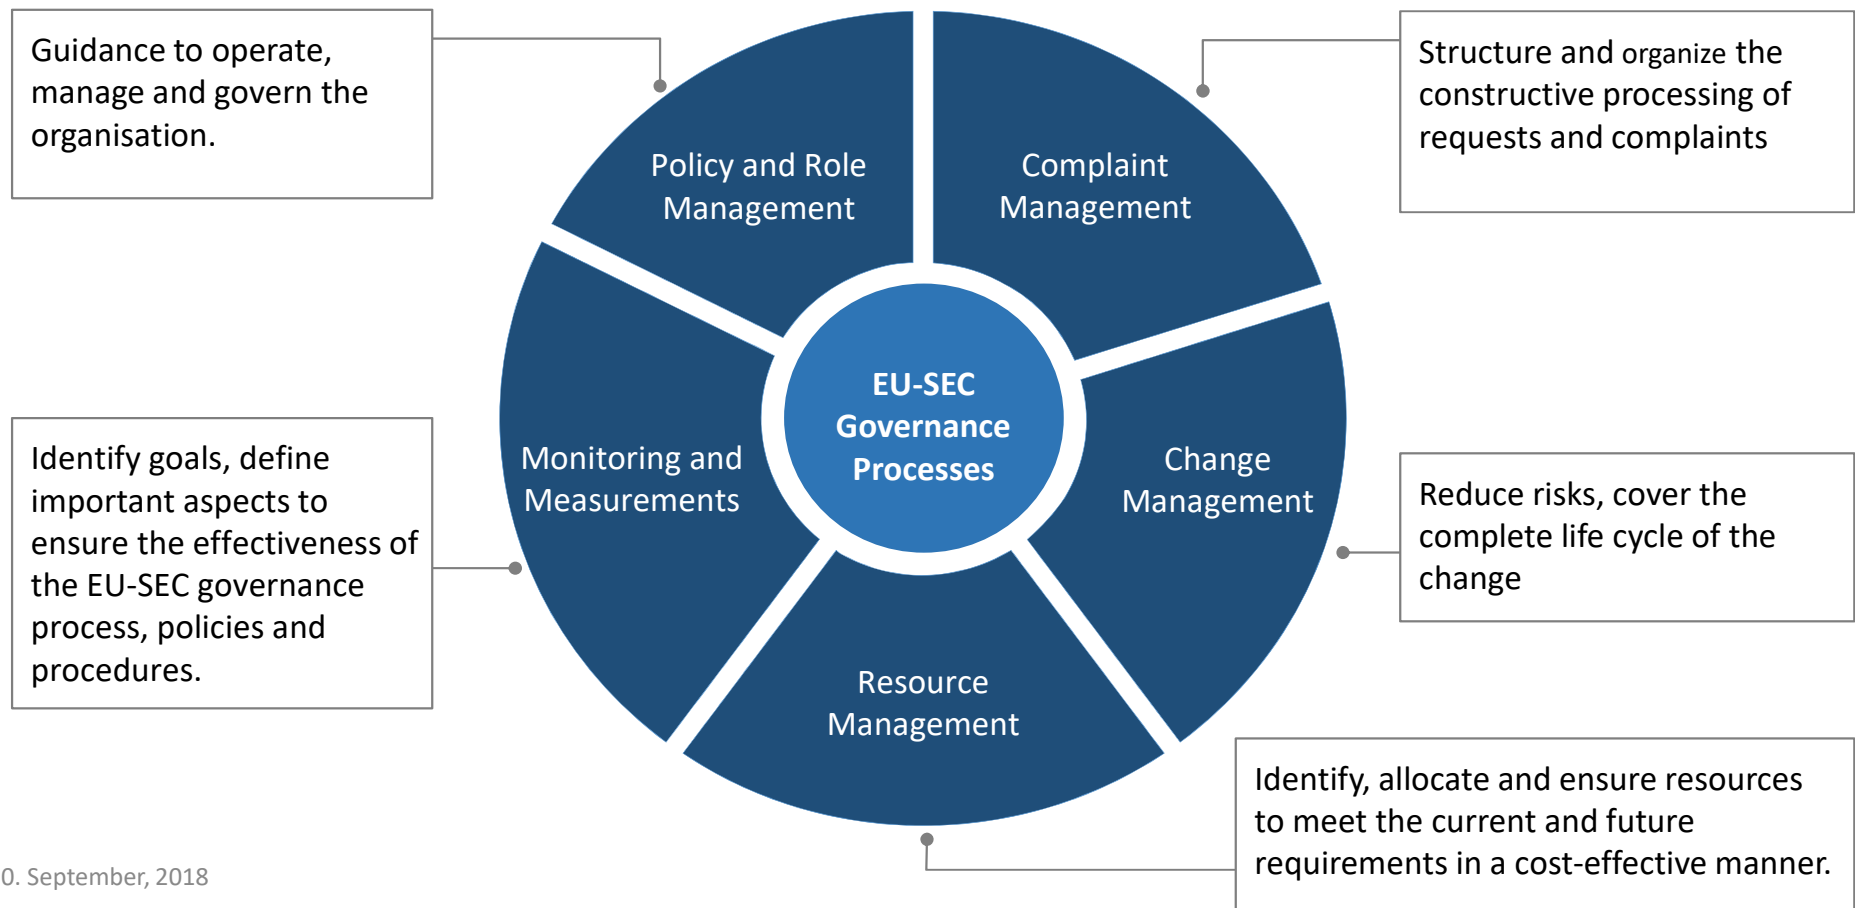 Guidance to operate,
manage and govern the
organisation.
Structure and organize the
constructive processing of
requests and complaints
Policy and Role
Management
Complaint
Management
EU-SEC
Governance
Processes
Identify goals, define
important aspects to
ensure the effectiveness of
the EU-SEC governance
process, policies and
procedures.
Monitoring and
Measurements
Change
Management
Reduce risks, cover the
complete life cycle of the
change
Resource
Management
Identify, allocate and ensure resources
to meet the current and future
requirements in a cost-effective manner.
0. September, 2018